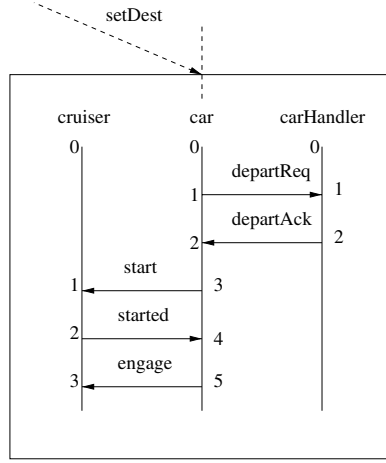 setDest
cruiser car carHandler
0 0 0
departReq
1 1
departAck
2 2
start
1 3
started
2 4
engage
3 5